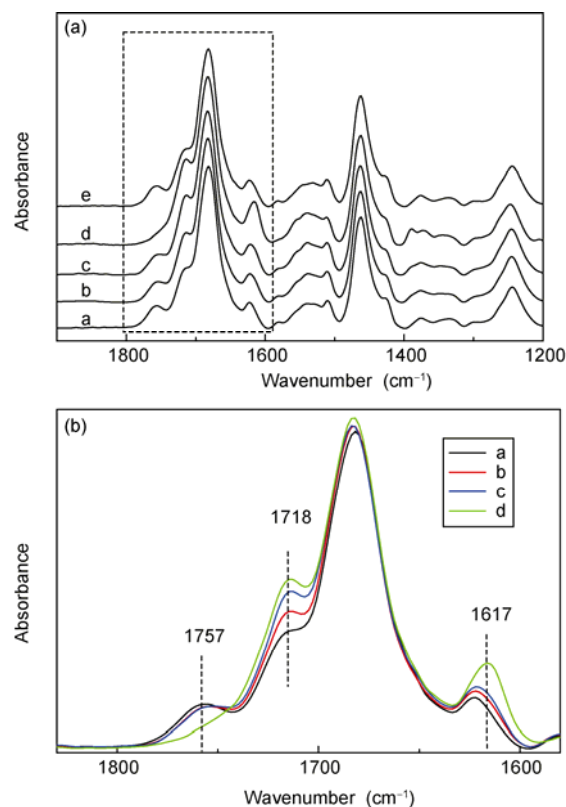 (a)
Absorbance
e
d
c
b
a
1800 1600 1400 1200
Wavenumber (cm⁻¹)
(b)
Absorbance
1757
1718
1617
a
b
c
d
1800 1700 1600
Wavenumber (cm⁻¹)